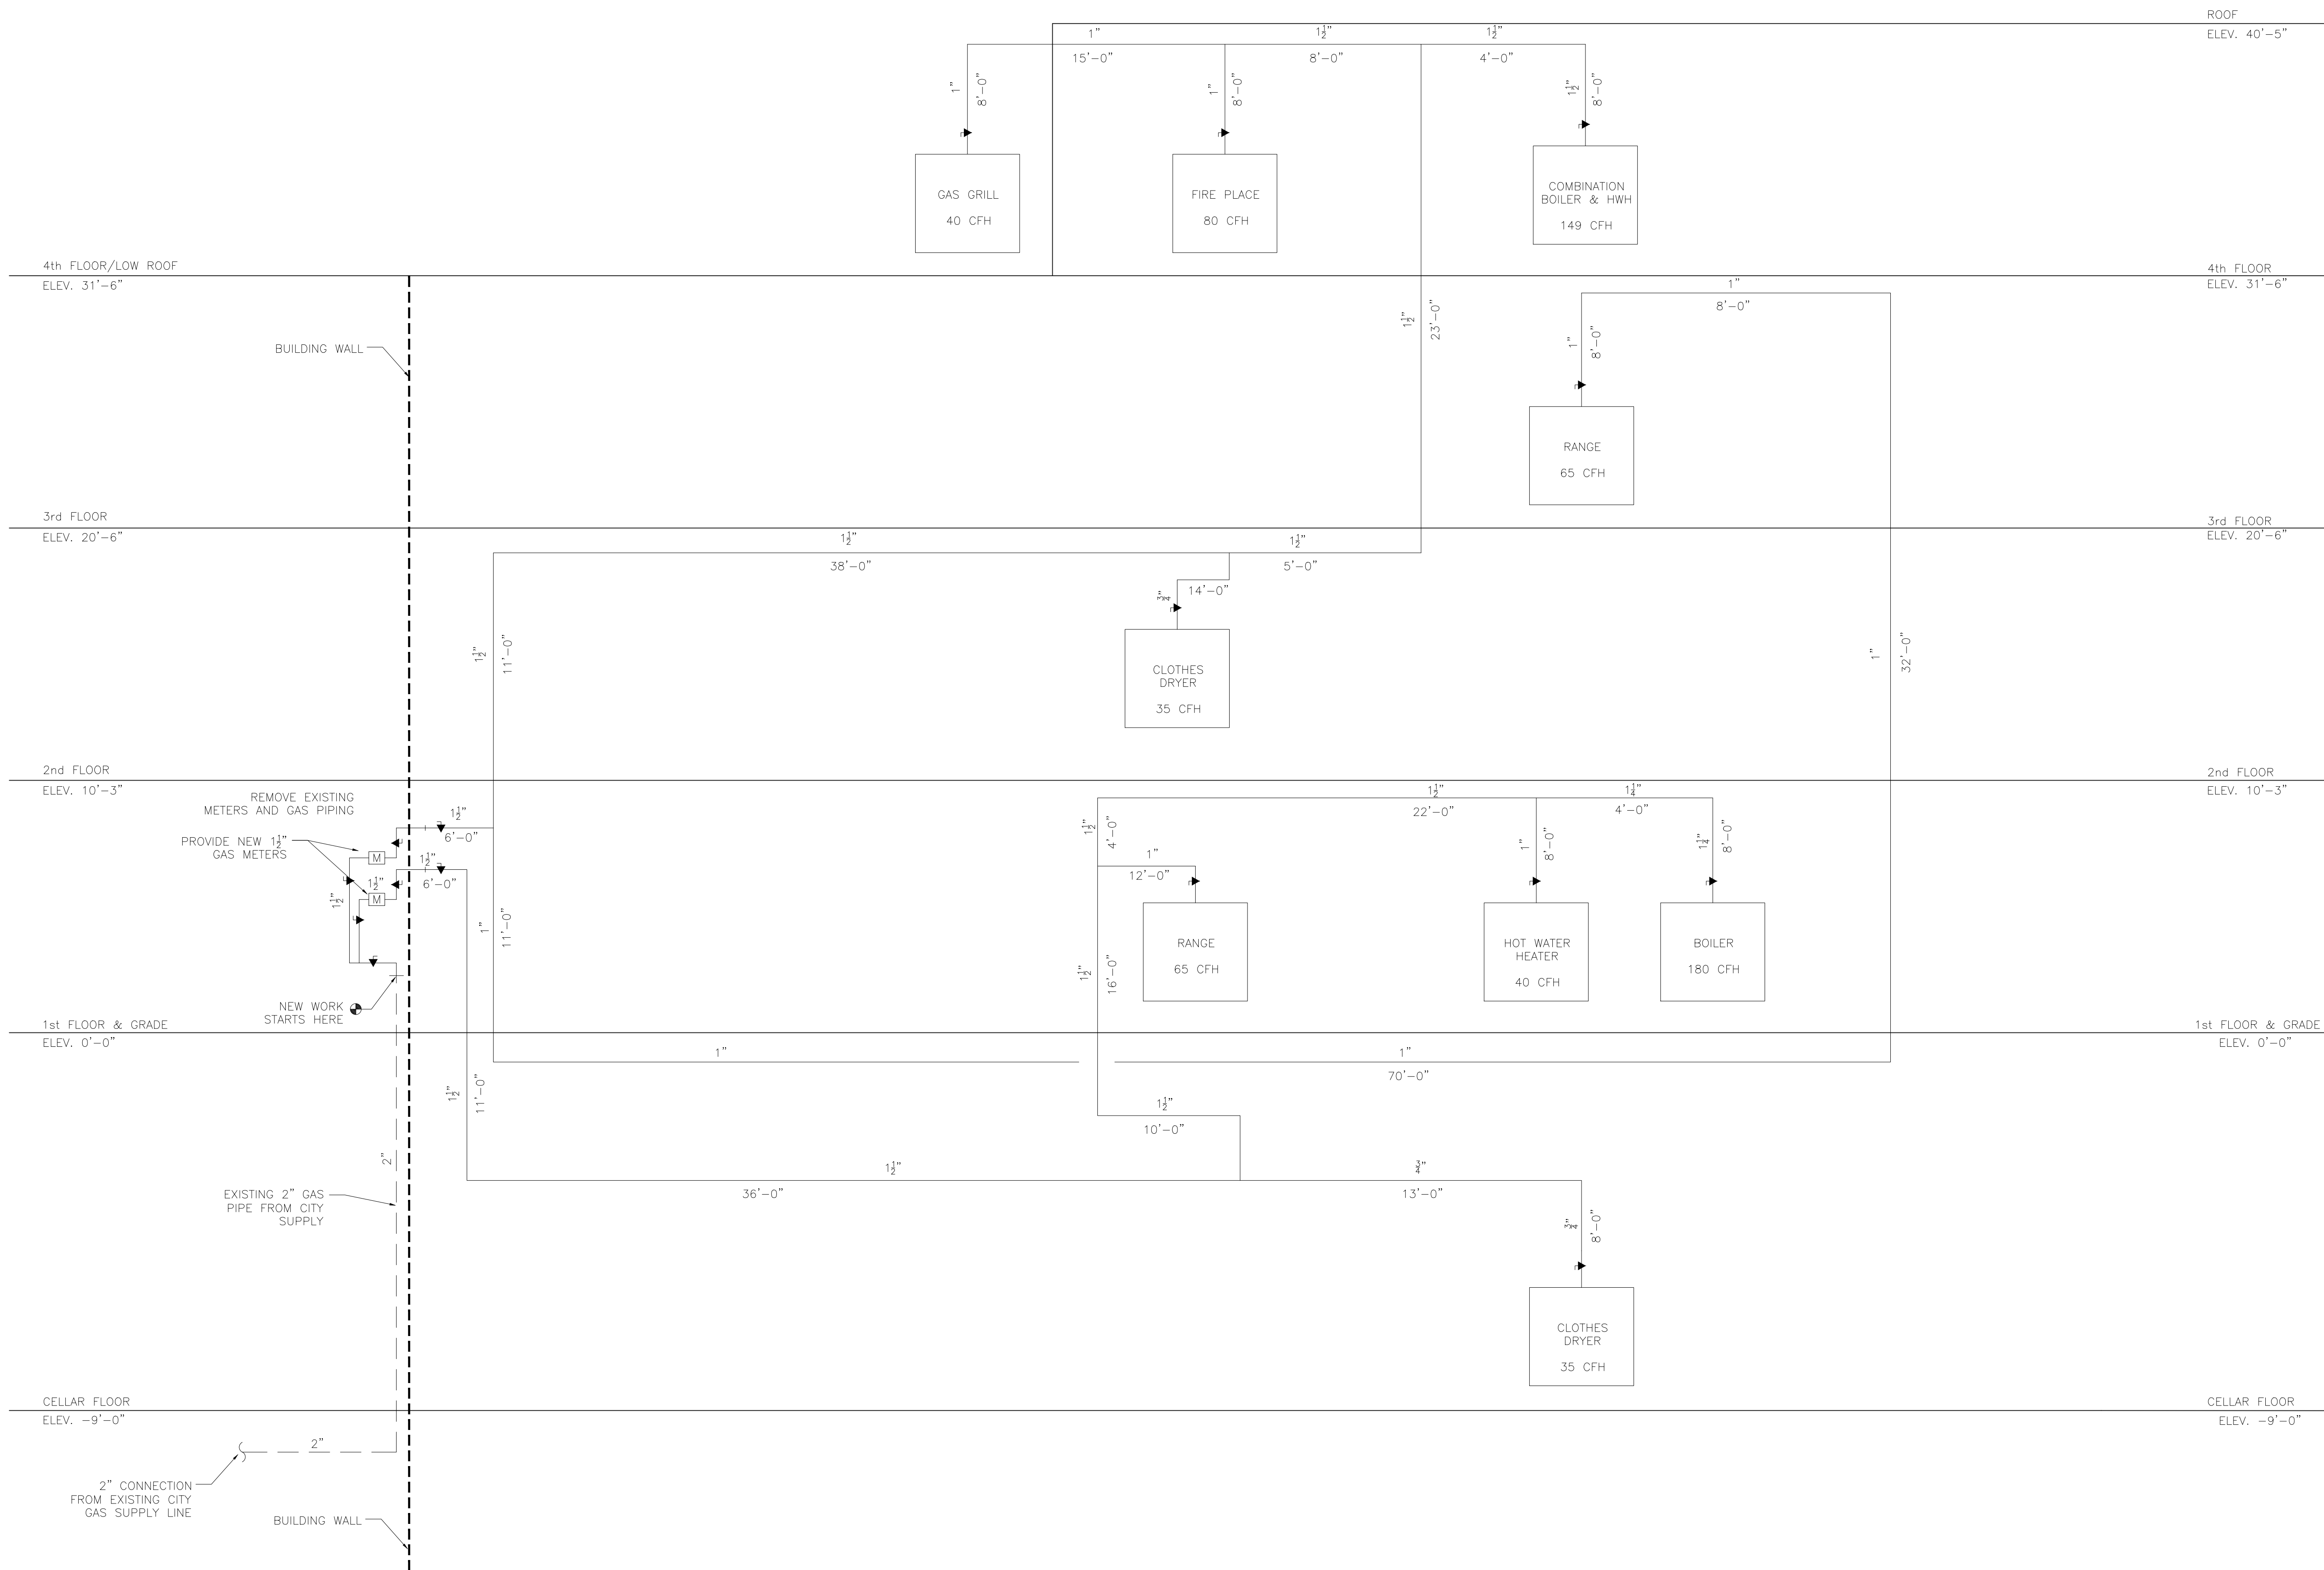 ROOF
ELEV. 40'-5"
1"
15'-0"
1½"
8'-0"
1½"
4'-0"
1"
8'-0"
1"
8'-0"
1½"
8'-0"
GAS GRILL
40 CFH
FIRE PLACE
80 CFH
COMBINATION
BOILER & HWH
149 CFH
4th FLOOR/LOW ROOF
ELEV. 31'-6"
4th FLOOR
ELEV. 31'-6"
1"
8'-0"
1½"
23'-0"
BUILDING WALL
1"
8'-0"
RANGE
65 CFH
3rd FLOOR
ELEV. 20'-6"
3rd FLOOR
ELEV. 20'-6"
1½"
38'-0"
1½"
5'-0"
14'-0"
¾"
1½"
11'-0"
1"
32'-0"
CLOTHES
DRYER
35 CFH
2nd FLOOR
ELEV. 10'-3"
2nd FLOOR
ELEV. 10'-3"
REMOVE EXISTING
METERS AND GAS PIPING
PROVIDE NEW 1½"
GAS METERS
1½"
6'-0"
M
1½"
6'-0"
1½"
M
1½"
1½"
22'-0"
1¼"
4'-0"
1½"
4'-0"
1"
12'-0"
1"
8'-0"
1¼"
8'-0"
1"
11'-0"
1½"
16'-0"
RANGE
65 CFH
HOT WATER
HEATER
40 CFH
BOILER
180 CFH
NEW WORK
STARTS HERE
1st FLOOR & GRADE
ELEV. 0'-0"
1st FLOOR & GRADE
ELEV. 0'-0"
1"
1"
70'-0"
1½"
11'-0"
1½"
10'-0"
2"
1½"
36'-0"
¾"
13'-0"
EXISTING 2" GAS
PIPE FROM CITY
SUPPLY
¾"
8'-0"
CLOTHES
DRYER
35 CFH
CELLAR FLOOR
ELEV. -9'-0"
CELLAR FLOOR
ELEV. -9'-0"
2"
2" CONNECTION
FROM EXISTING CITY
GAS SUPPLY LINE
BUILDING WALL